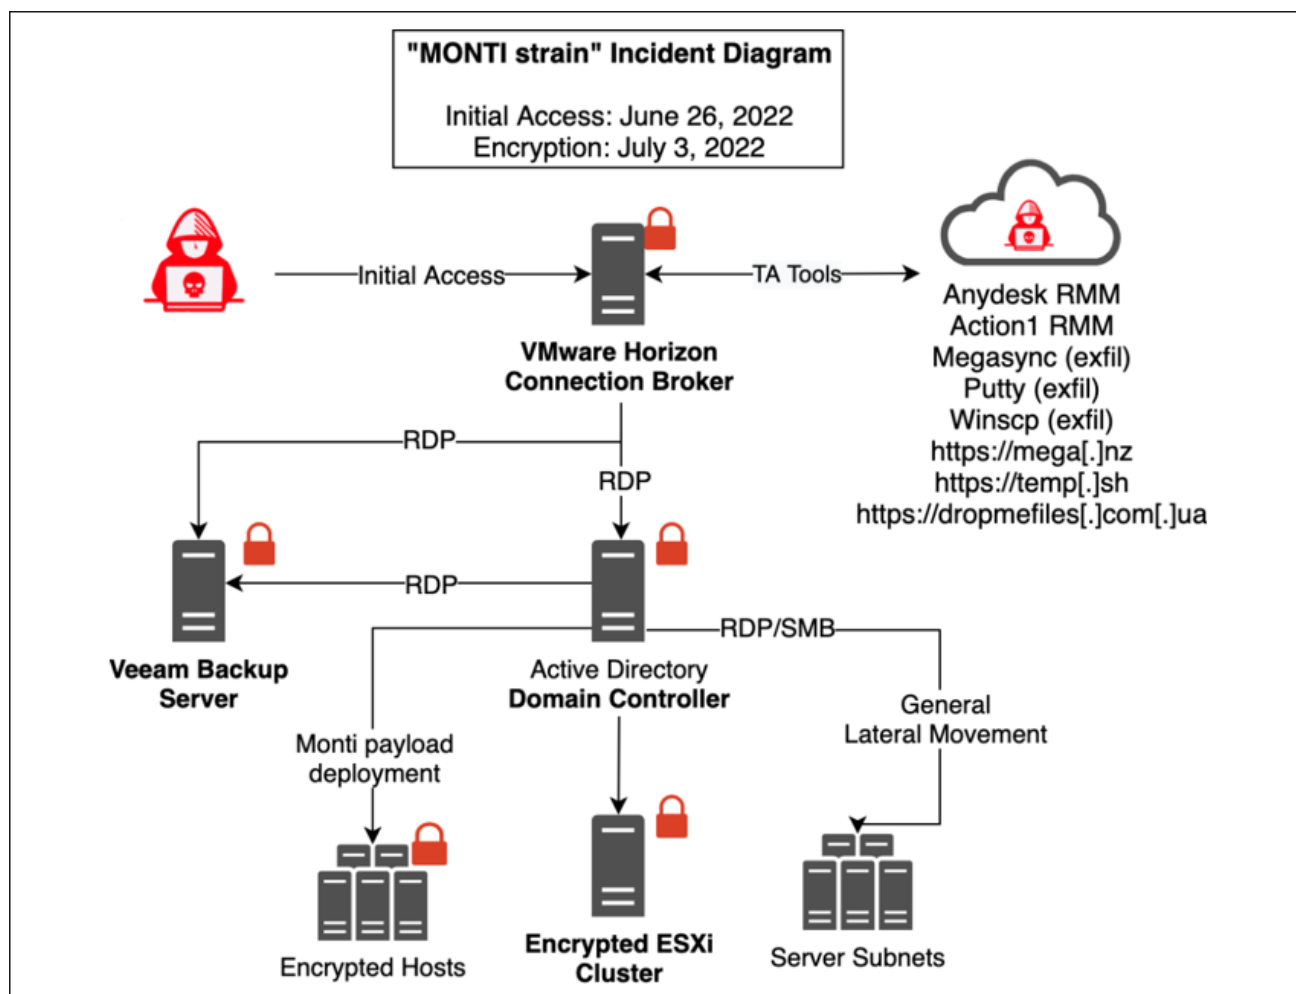 "MONTI strain" Incident Diagram
Initial Access: June 26, 2022
Encryption: July 3, 2022
Initial Access
TA Tools
VMware Horizon
Connection Broker
Anydesk RMM
Action1 RMM
Megasync (exfil)
Putty (exfil)
Winscp (exfil)
https://mega[.]nz
https://temp[.]sh
https://dropmefiles[.]com[.]ua
RDP
RDP
RDP
RDP/SMB
Veeam Backup
Server
Active Directory
Domain Controller
General
Lateral Movement
Monti payload
deployment
Encrypted Hosts
Encrypted ESXi
Cluster
Server Subnets